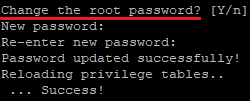 Change the root password? [Y/n]
New password:
Re-enter new password:
Password updated successfully!
Reloading privilege tables..
 ... Success!